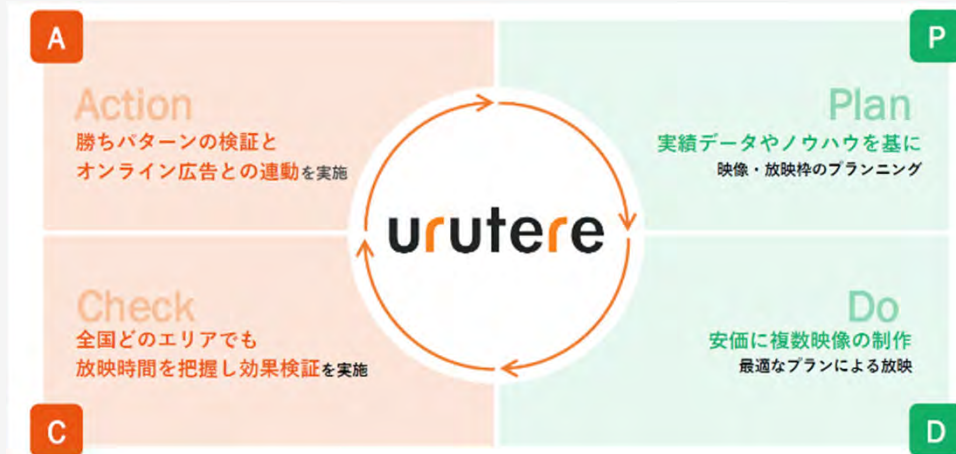 A
Action
勝ちパターンの検証と
オンライン広告との連動を実施
P
Plan
実績データやノウハウを基に
映像・放映枠のプランニング
urutere
Check
全国どのエリアでも
放映時間を把握し効果検証を実施
C
Do
安価に複数映像の制作
最適なプランによる放映
D